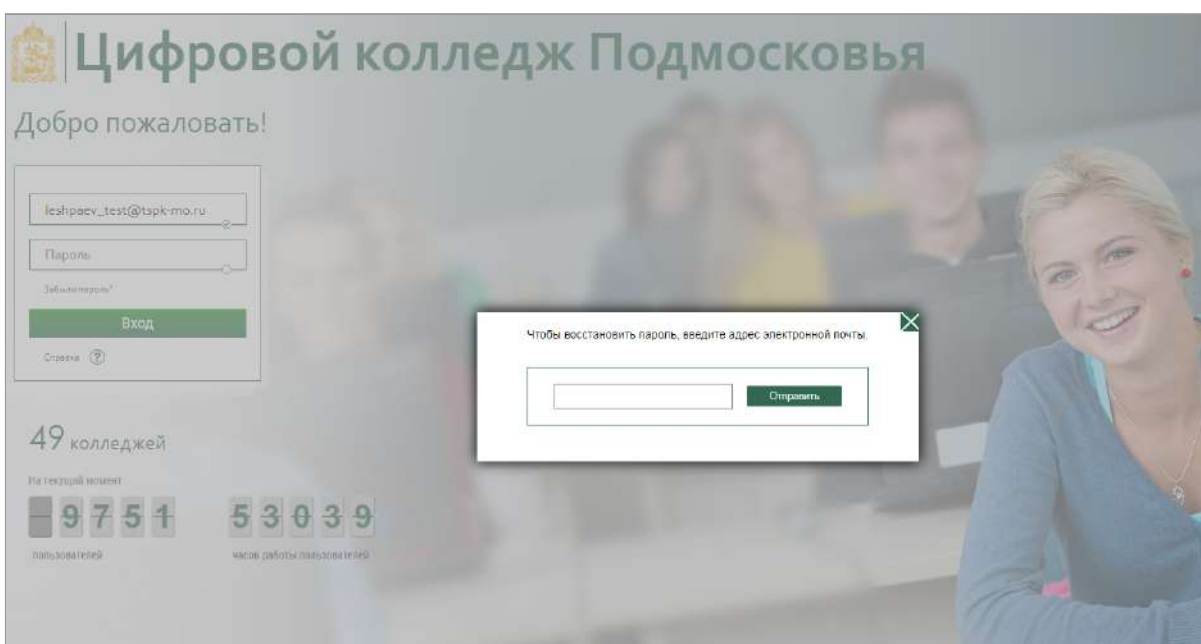 Цифровой колледж Подмосковья
Добро пожаловать!
leshpaev_test@tspk-mo.ru
Пароль
Забыли пароль?
Вход
Справка ?
Чтобы восстановить пароль, введите адрес электронной почты.
Отправить
49 колледжей
На текущий момент
9751
53039
пользователей
часов работы пользователей